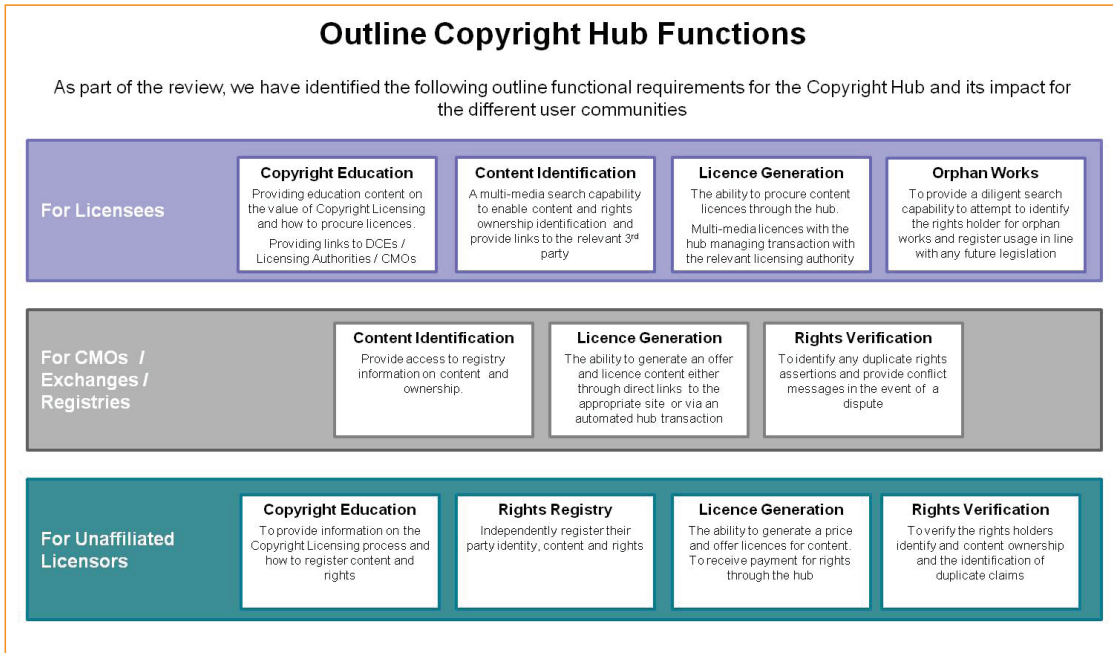 Outline Copyright Hub Functions
As part of the review, we have identified the following outline functional requirements for the Copyright Hub and its impact for
the different user communities
For Licensees
Copyright Education
Providing education content on
the value of Copyright Licensing
and how to procure licences.
Providing links to DCEs /
Licensing Authorities / CMOs
Content Identification
A multi-media search capability
to enable content and rights
ownership identification and
provide links to the relevant 3rd
party
Licence Generation
The ability to procure content
licences through the hub.
Multi-media licences with the
hub managing transaction with
the relevant licensing authority
Orphan Works
To provide a diligent search
capability to attempt to identify
the rights holder for orphan
works and register usage in line
with any future legislation
For CMOs /
Exchanges /
Registries
Content Identification
Provide access to registry
information on content and
ownership.
Licence Generation
The ability to generate an offer
and licence content either
through direct links to the
appropriate site or via an
automated hub transaction
Rights Verification
To identify any duplicate rights
assertions and provide conflict
messages in the event of a
dispute
For Unaffiliated
Licensors
Copyright Education
To provide information on the
Copyright Licensing process and
how to register content and
rights
Rights Registry
Independently register their
party identity, content and rights
Licence Generation
The ability to generate a price
and offer licences for content.
To receive payment for rights
through the hub
Rights Verification
To verify the rights holders
identify and content ownership
and the identification of
duplicate claims